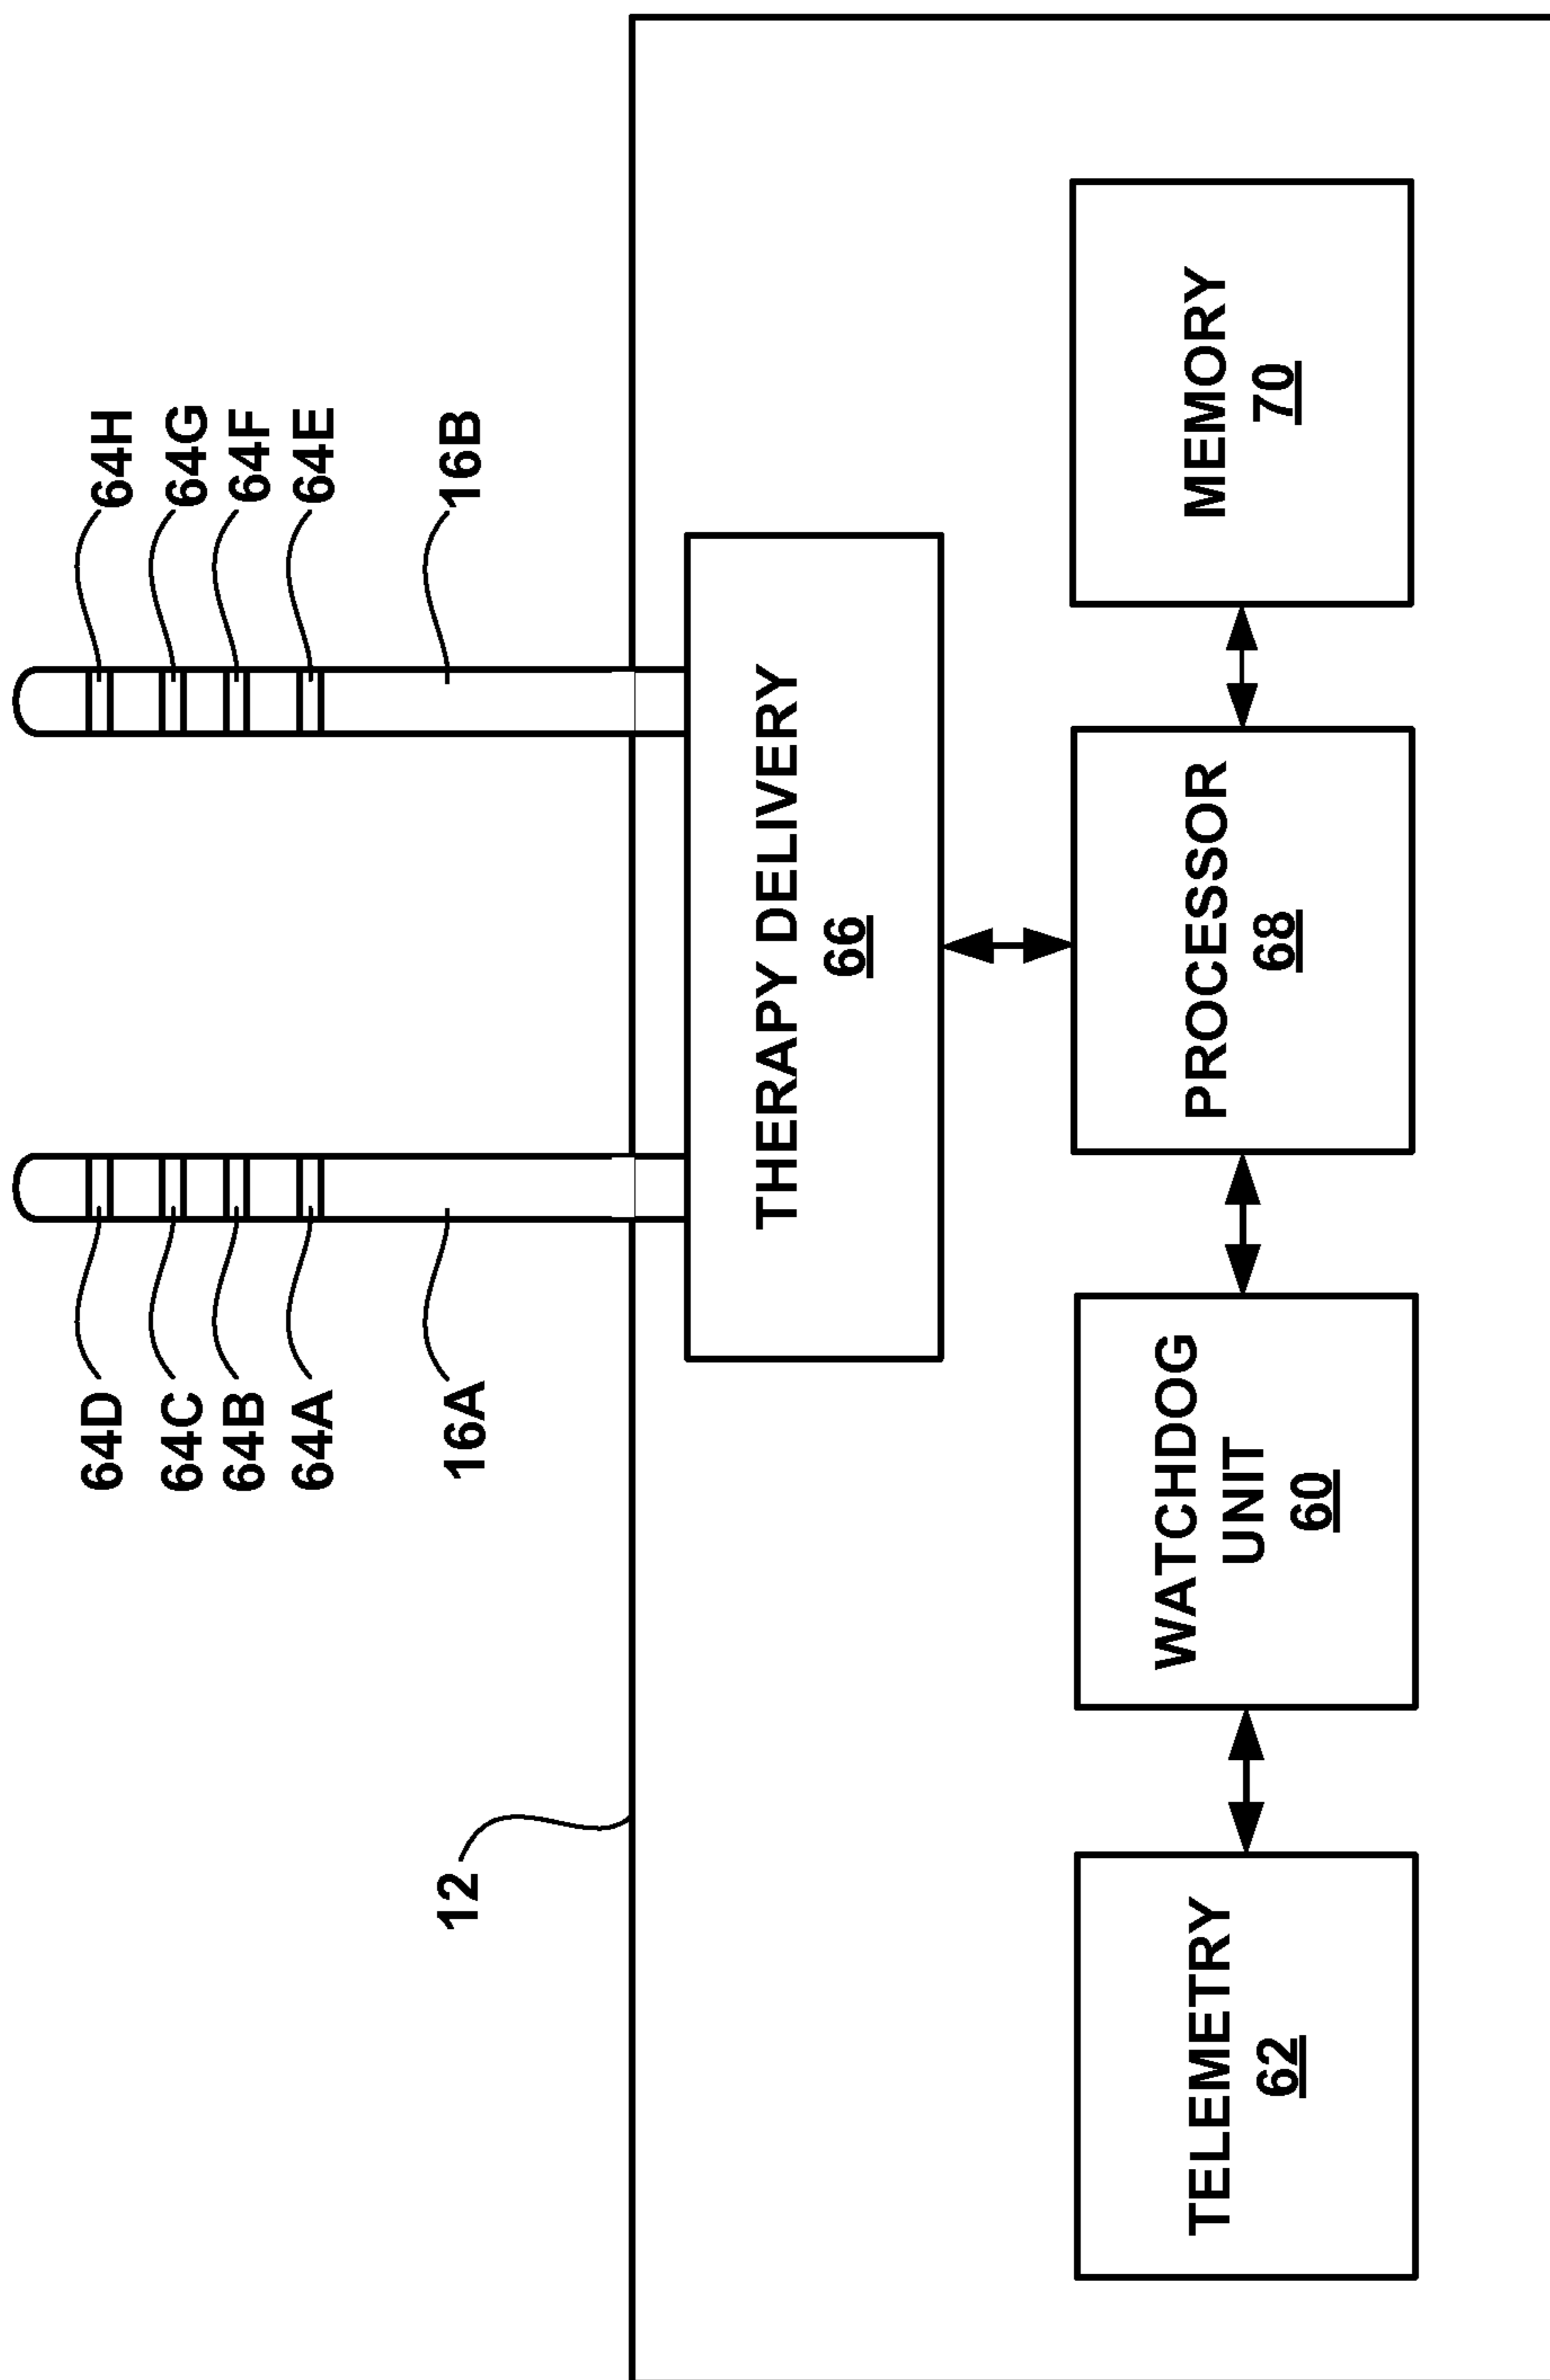 64D
64C
64B
64A
16A
64H
64G
64F
64E
16B
12
THERAPY DELIVERY
66
TELEMETRY
62
WATCHDOG
UNIT
60
PROCESSOR
68
MEMORY
70